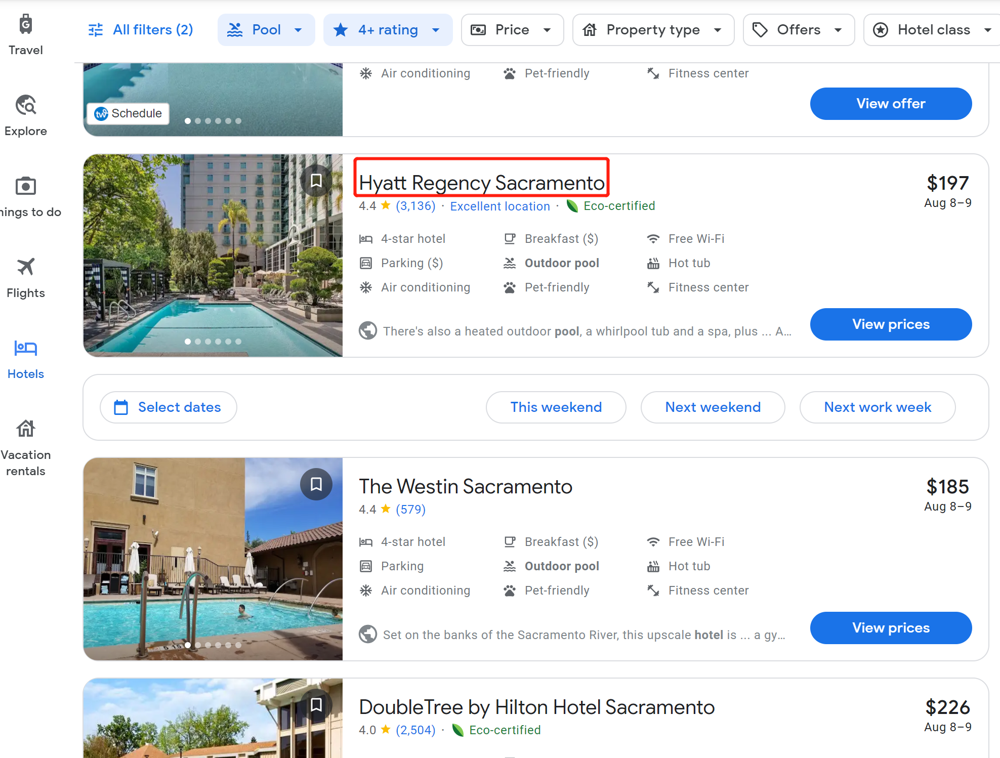 Travel
Explore
nings to do
Flights
Hotels
Vacation
rentals
All filters (2)
Pool
4+ rating
Price
Property type
Offers
Hotel class
Air conditioning
Pet-friendly
Fitness center
View offer
tw Schedule
Hyatt Regency Sacramento
$197
4.4 (3,136) · Excellent location · Eco-certified
Aug 8–9
4-star hotel
Breakfast ($)
Free Wi-Fi
Parking ($)
Outdoor pool
Hot tub
Air conditioning
Pet-friendly
Fitness center
There's also a heated outdoor pool, a whirlpool tub and a spa, plus ... A...
View prices
Select dates
This weekend
Next weekend
Next work week
The Westin Sacramento
$185
4.4 (579)
Aug 8–9
4-star hotel
Breakfast ($)
Free Wi-Fi
Parking
Outdoor pool
Hot tub
Air conditioning
Pet-friendly
Fitness center
Set on the banks of the Sacramento River, this upscale hotel is ... a gy...
View prices
5 15
DoubleTree by Hilton Hotel Sacramento
$226
4.0 (2,504) · Eco-certified
Aug 8–9